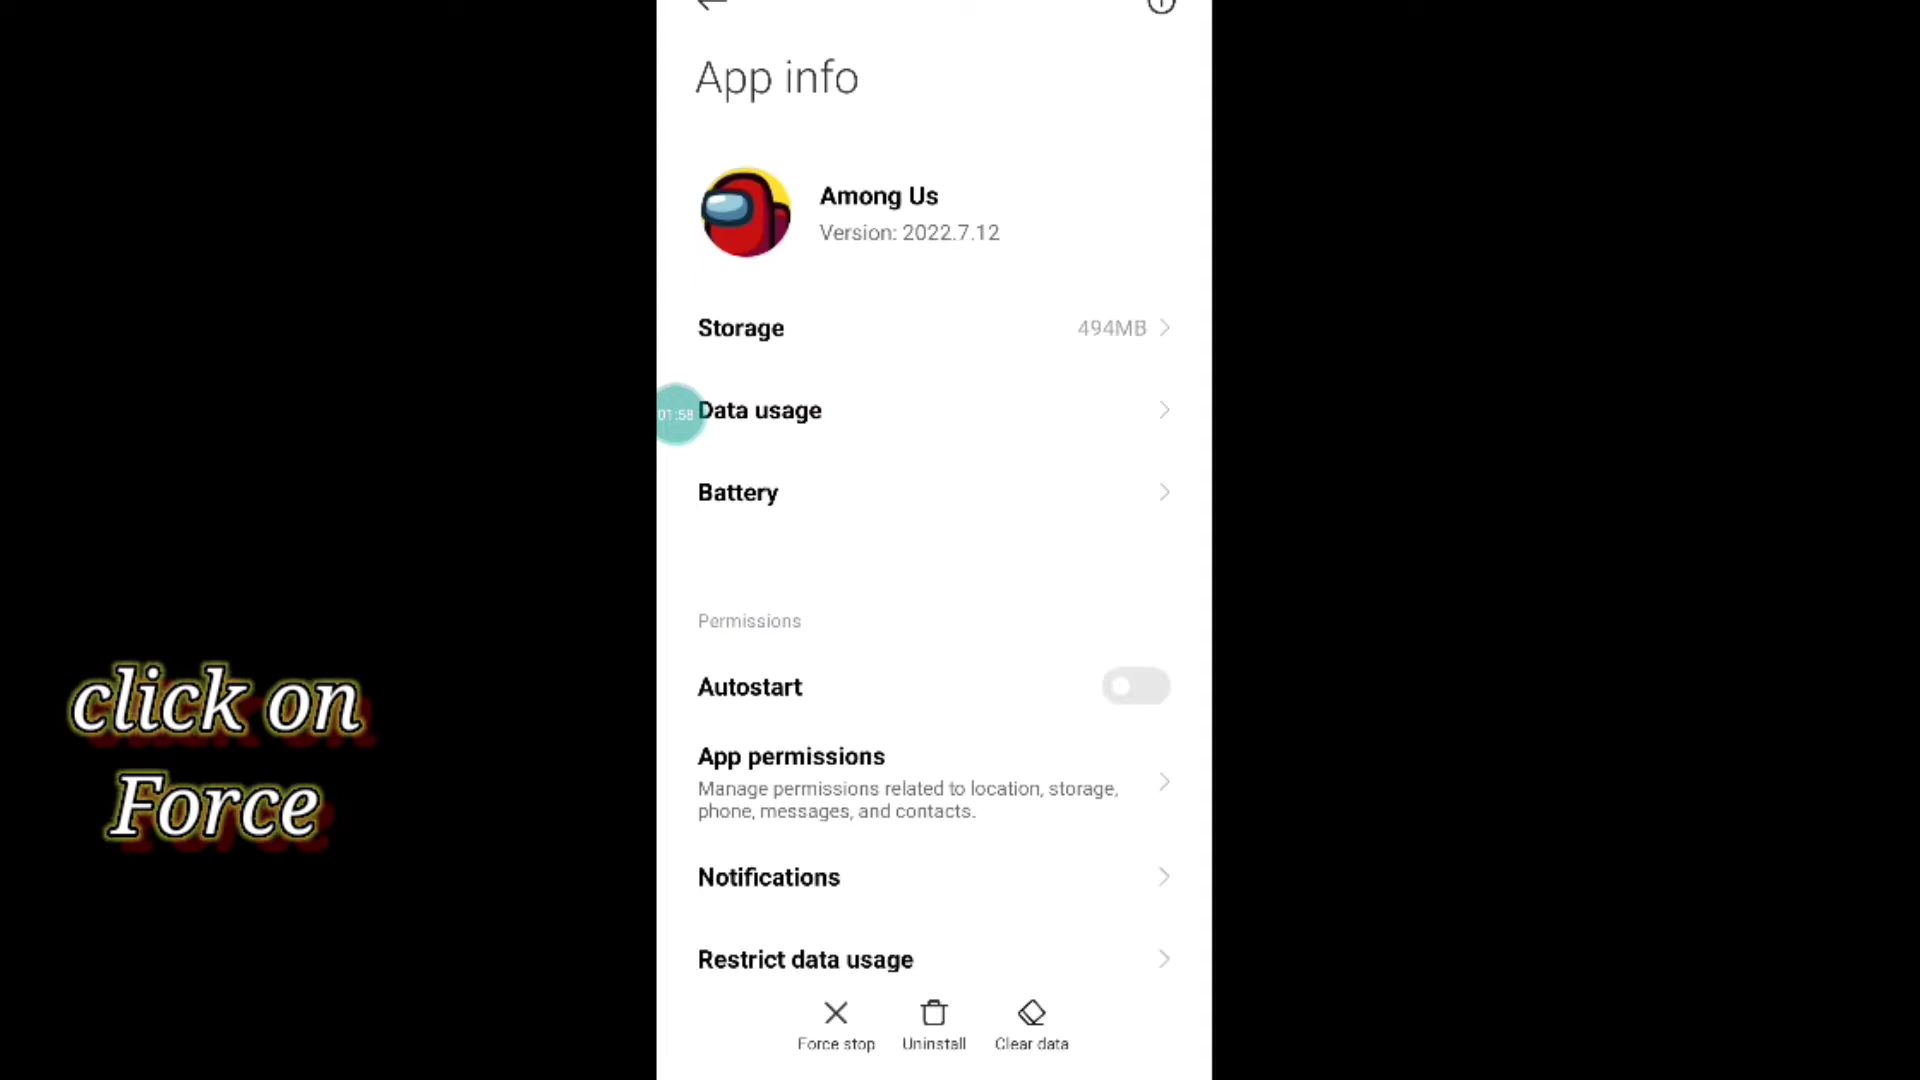 App info
Among Us
Version: 2022.7.12
Storage 494MB
01:58
Data usage
Battery
Permissions
Autostart
App permissions
Manage permissions related to location, storage,
phone, messages, and contacts.
Notifications
Restrict data usage
Force stop Uninstall Clear data
click on
Force